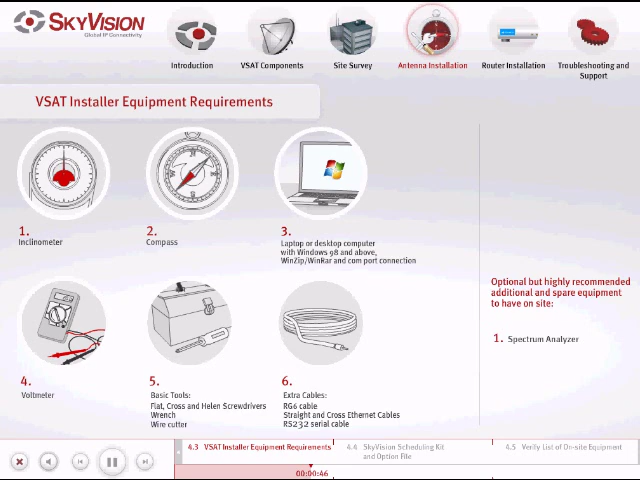 SKYVISION
Global IP Connectivity
Introduction
VSAT Components
Site Survey
Antenna Installation
Router Installation
Troubleshooting and
Support
VSAT Installer Equipment Requirements
1.
Inclinometer
2.
Compass
3.
Laptop or desktop computer
with Windows 98 and above,
WinZip/WinRar and com port connection
Optional but highly recommended
additional and spare equipment
to have on site:
1. Spectrum Analyzer
4.
Voltmeter
5.
Basic Tools:
Flat, Cross and Helen Screwdrivers
Wrench
Wire cutter
6.
Extra Cables:
RG6 cable
Straight and Cross Ethernet Cables
RS232 serial cable
4.3 VSAT Installer Equipment Requirements
4.4 SkyVision Scheduling Kit
and Option File
4.5 Verify List of On-site Equipment
00:00:46